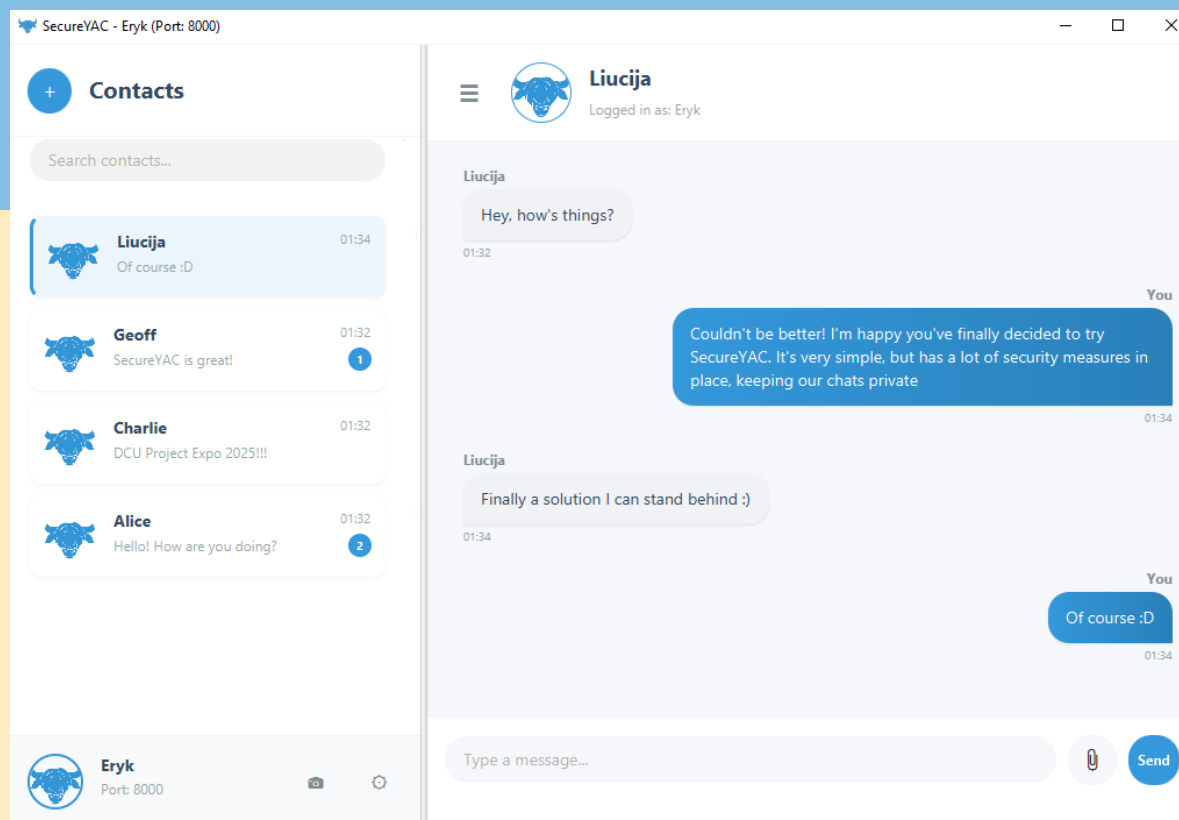 SecureYAC - Eryk (Port: 8000)
+
Contacts
Search contacts...
Liucija
01:34
Of course :D
Geoff
01:32
SecureYAC is great!
1
Charlie
01:32
DCU Project Expo 2025!!!
Alice
01:32
Hello! How are you doing?
2
Eryk
Port: 8000
Liucija
Logged in as: Eryk
Liucija
Hey, how's things?
01:32
You
Couldn't be better! I'm happy you've finally decided to try
SecureYAC. It's very simple, but has a lot of security measures in
place, keeping our chats private
01:34
Liucija
Finally a solution I can stand behind :)
01:34
You
Of course :D
01:34
Type a message...
Send